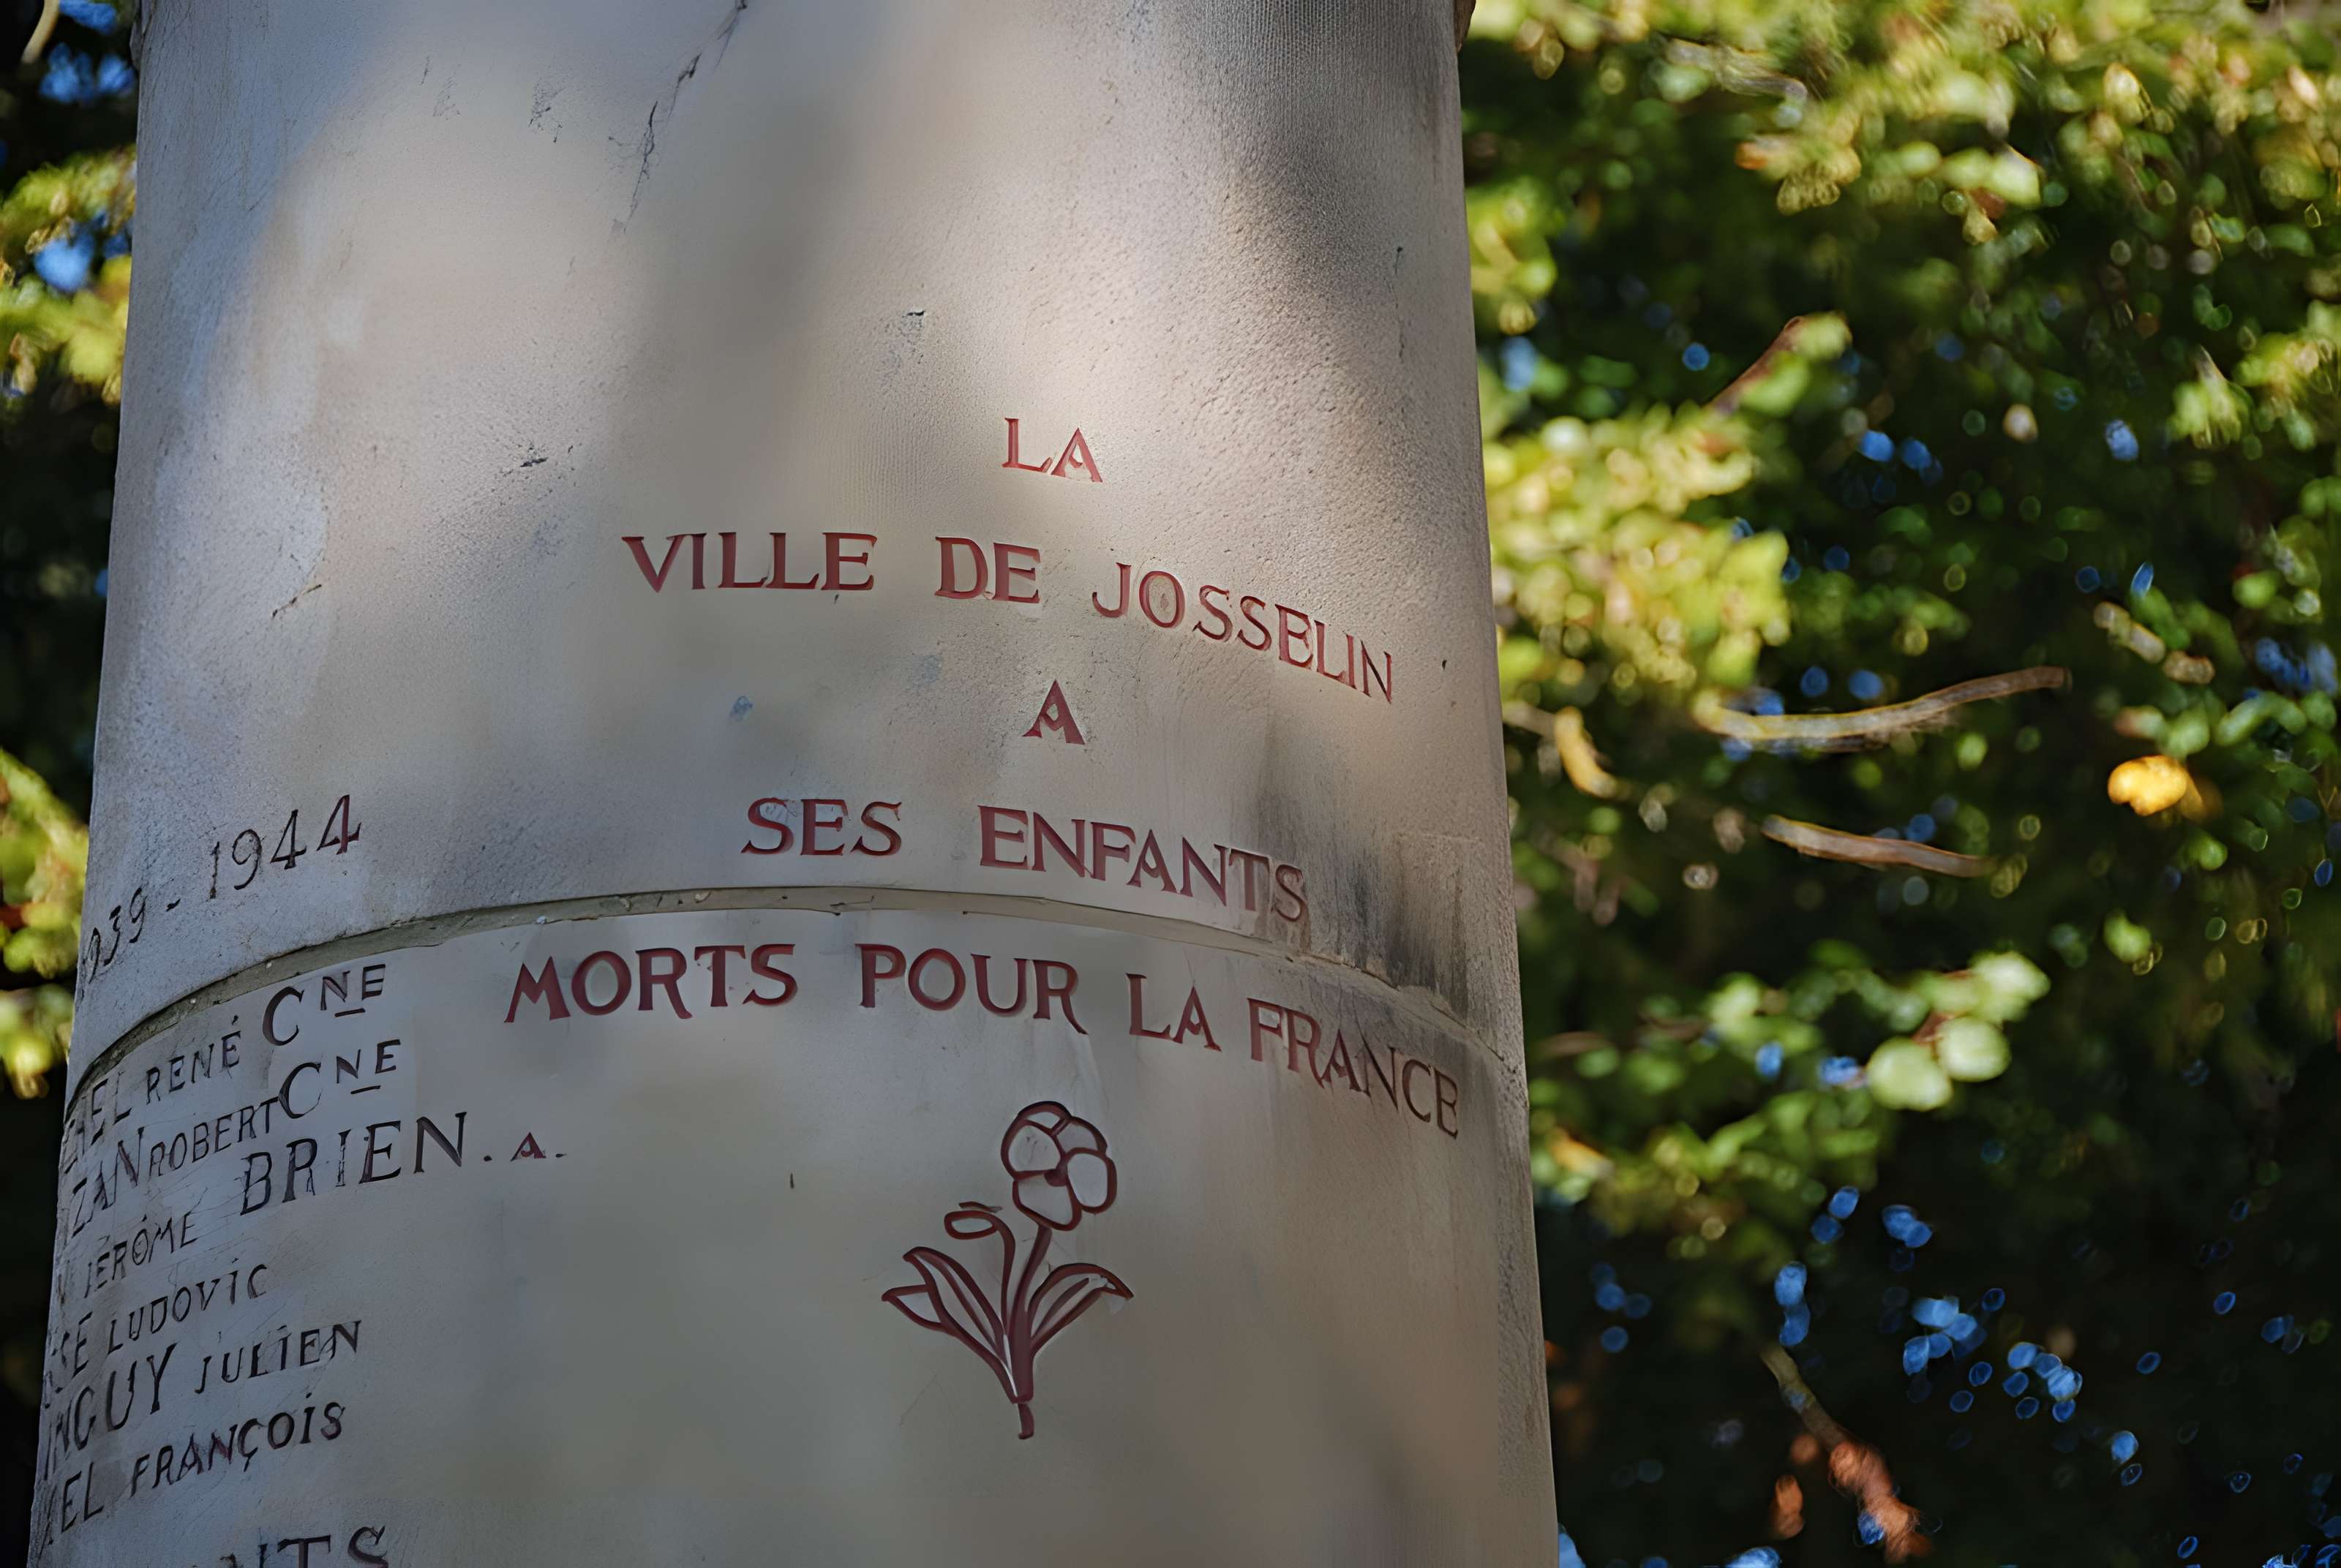 LA
VILLE DE JOSSELIN
A
SES ENFANTS
MORTS POUR LA FRANCE
1939 - 1944
RENÉ CNE
ROBERT CNE
BRIEN. A.
JÉRÔME
LUDOVIC
JULIEN
FRANÇOIS